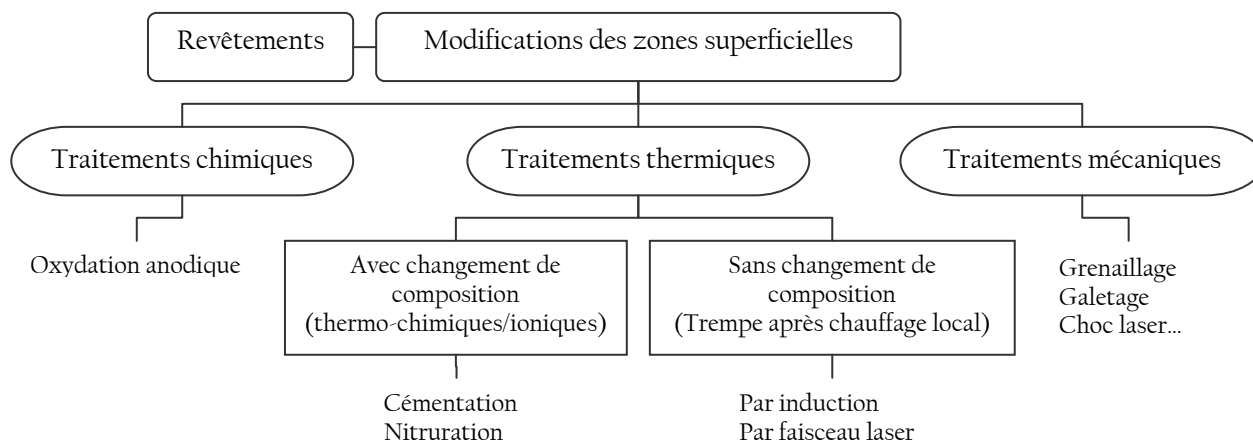 Revêtements
Modifications des zones superficielles
Traitements chimiques
Traitements thermiques
Traitements mécaniques
Oxydation anodique
Avec changement de
composition
(thermo-chimiques/ioniques)
Sans changement de
composition
(Trempe après chauffage local)
Grenaillage
Galetage
Choc laser...
Cémentation
Nitruration
Par induction
Par faisceau laser